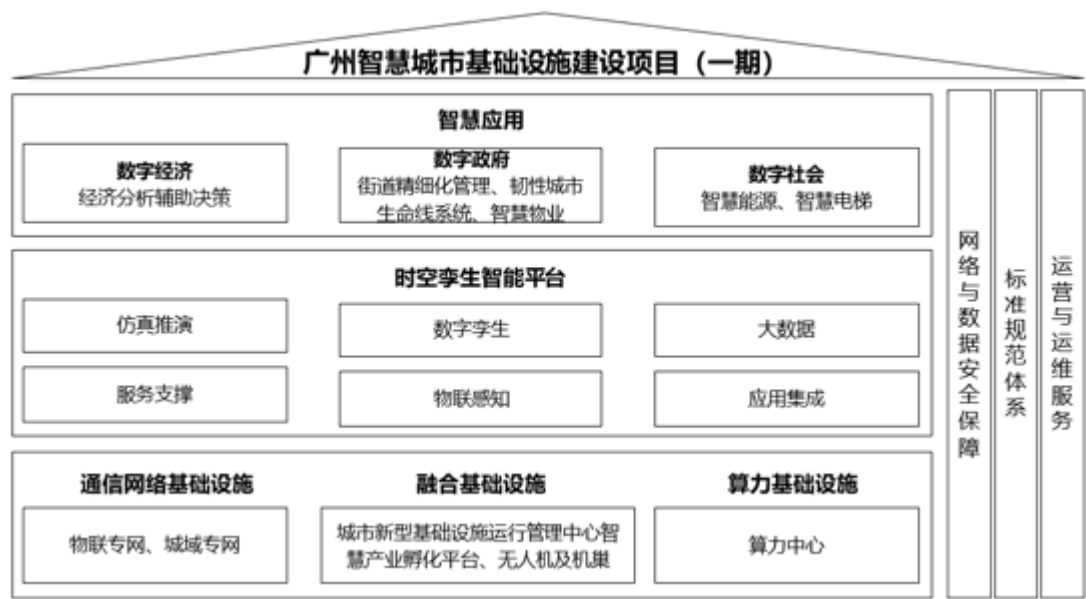 广州智慧城市基础设施建设项目（一期）
智慧应用
数字经济
经济分析辅助决策
数字政府
街道精细化管理、韧性城市
生命线系统、智慧物业
数字社会
智慧能源、智慧电梯
时空孪生智能平台
仿真推演
数字孪生
大数据
服务支撑
物联感知
应用集成
通信网络基础设施
物联专网、城域专网
融合基础设施
城市新型基础设施运行管理中心智
慧产业孵化平台、无人机及机巢
算力基础设施
算力中心
网络与数据安全保障
标准规范体系
运营与运维服务